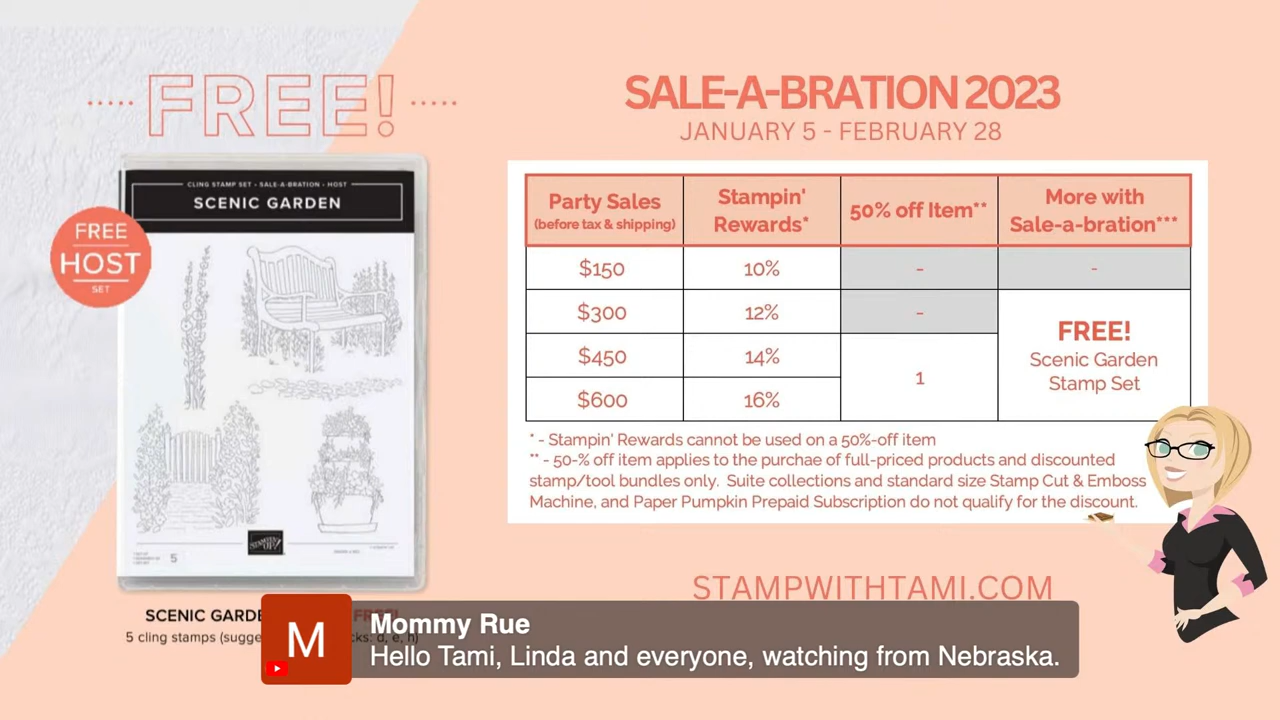 FREE!
CLING STAMP SET • SALE-A-BRATION • HOST
SCENIC GARDEN
FREE
HOST
SET
STAMPIN' UP!
5
SCENIC GARDE
5 cling stamps (sugge
cks: d, e, h)
SALE-A-BRATION 2023
JANUARY 5 - FEBRUARY 28
Party Sales (before tax & shipping) Stampin' Rewards* 50% off Item** More with Sale-a-bration***
$150 10% - -
$300 12% -
$450 14%
$600 16%
1
FREE!
Scenic Garden
Stamp Set
* - Stampin' Rewards cannot be used on a 50%-off item
** - 50-% off item applies to the purchae of full-priced products and discounted
stamp/tool bundles only. Suite collections and standard size Stamp Cut & Emboss
Machine, and Paper Pumpkin Prepaid Subscription do not qualify for the discount.
STAMPWITHTAMI.COM
M
Mommy Rue
Hello Tami, Linda and everyone, watching from Nebraska.